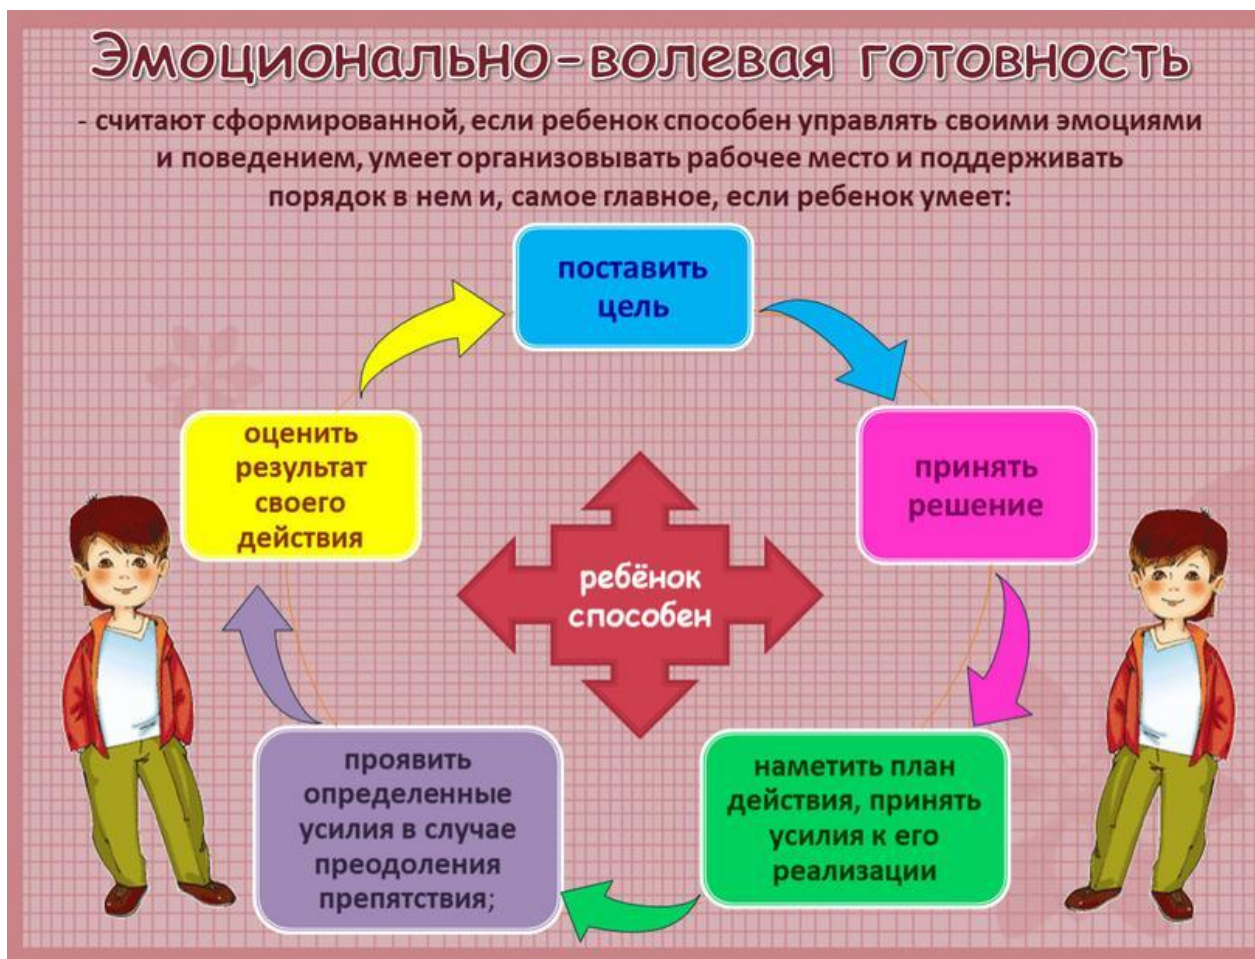 Эмоционально-волевая готовность
- считают сформированной, если ребенок способен управлять своими эмоциями
и поведением, умеет организовывать рабочее место и поддерживать
порядок в нем и, самое главное, если ребенок умеет:
поставить
цель
принять
решение
наметить план
действия, принять
усилия к его
реализации
проявить
определенные
усилия в случае
преодоления
препятствия;
оценить
результат
своего
действия
ребёнок
способен